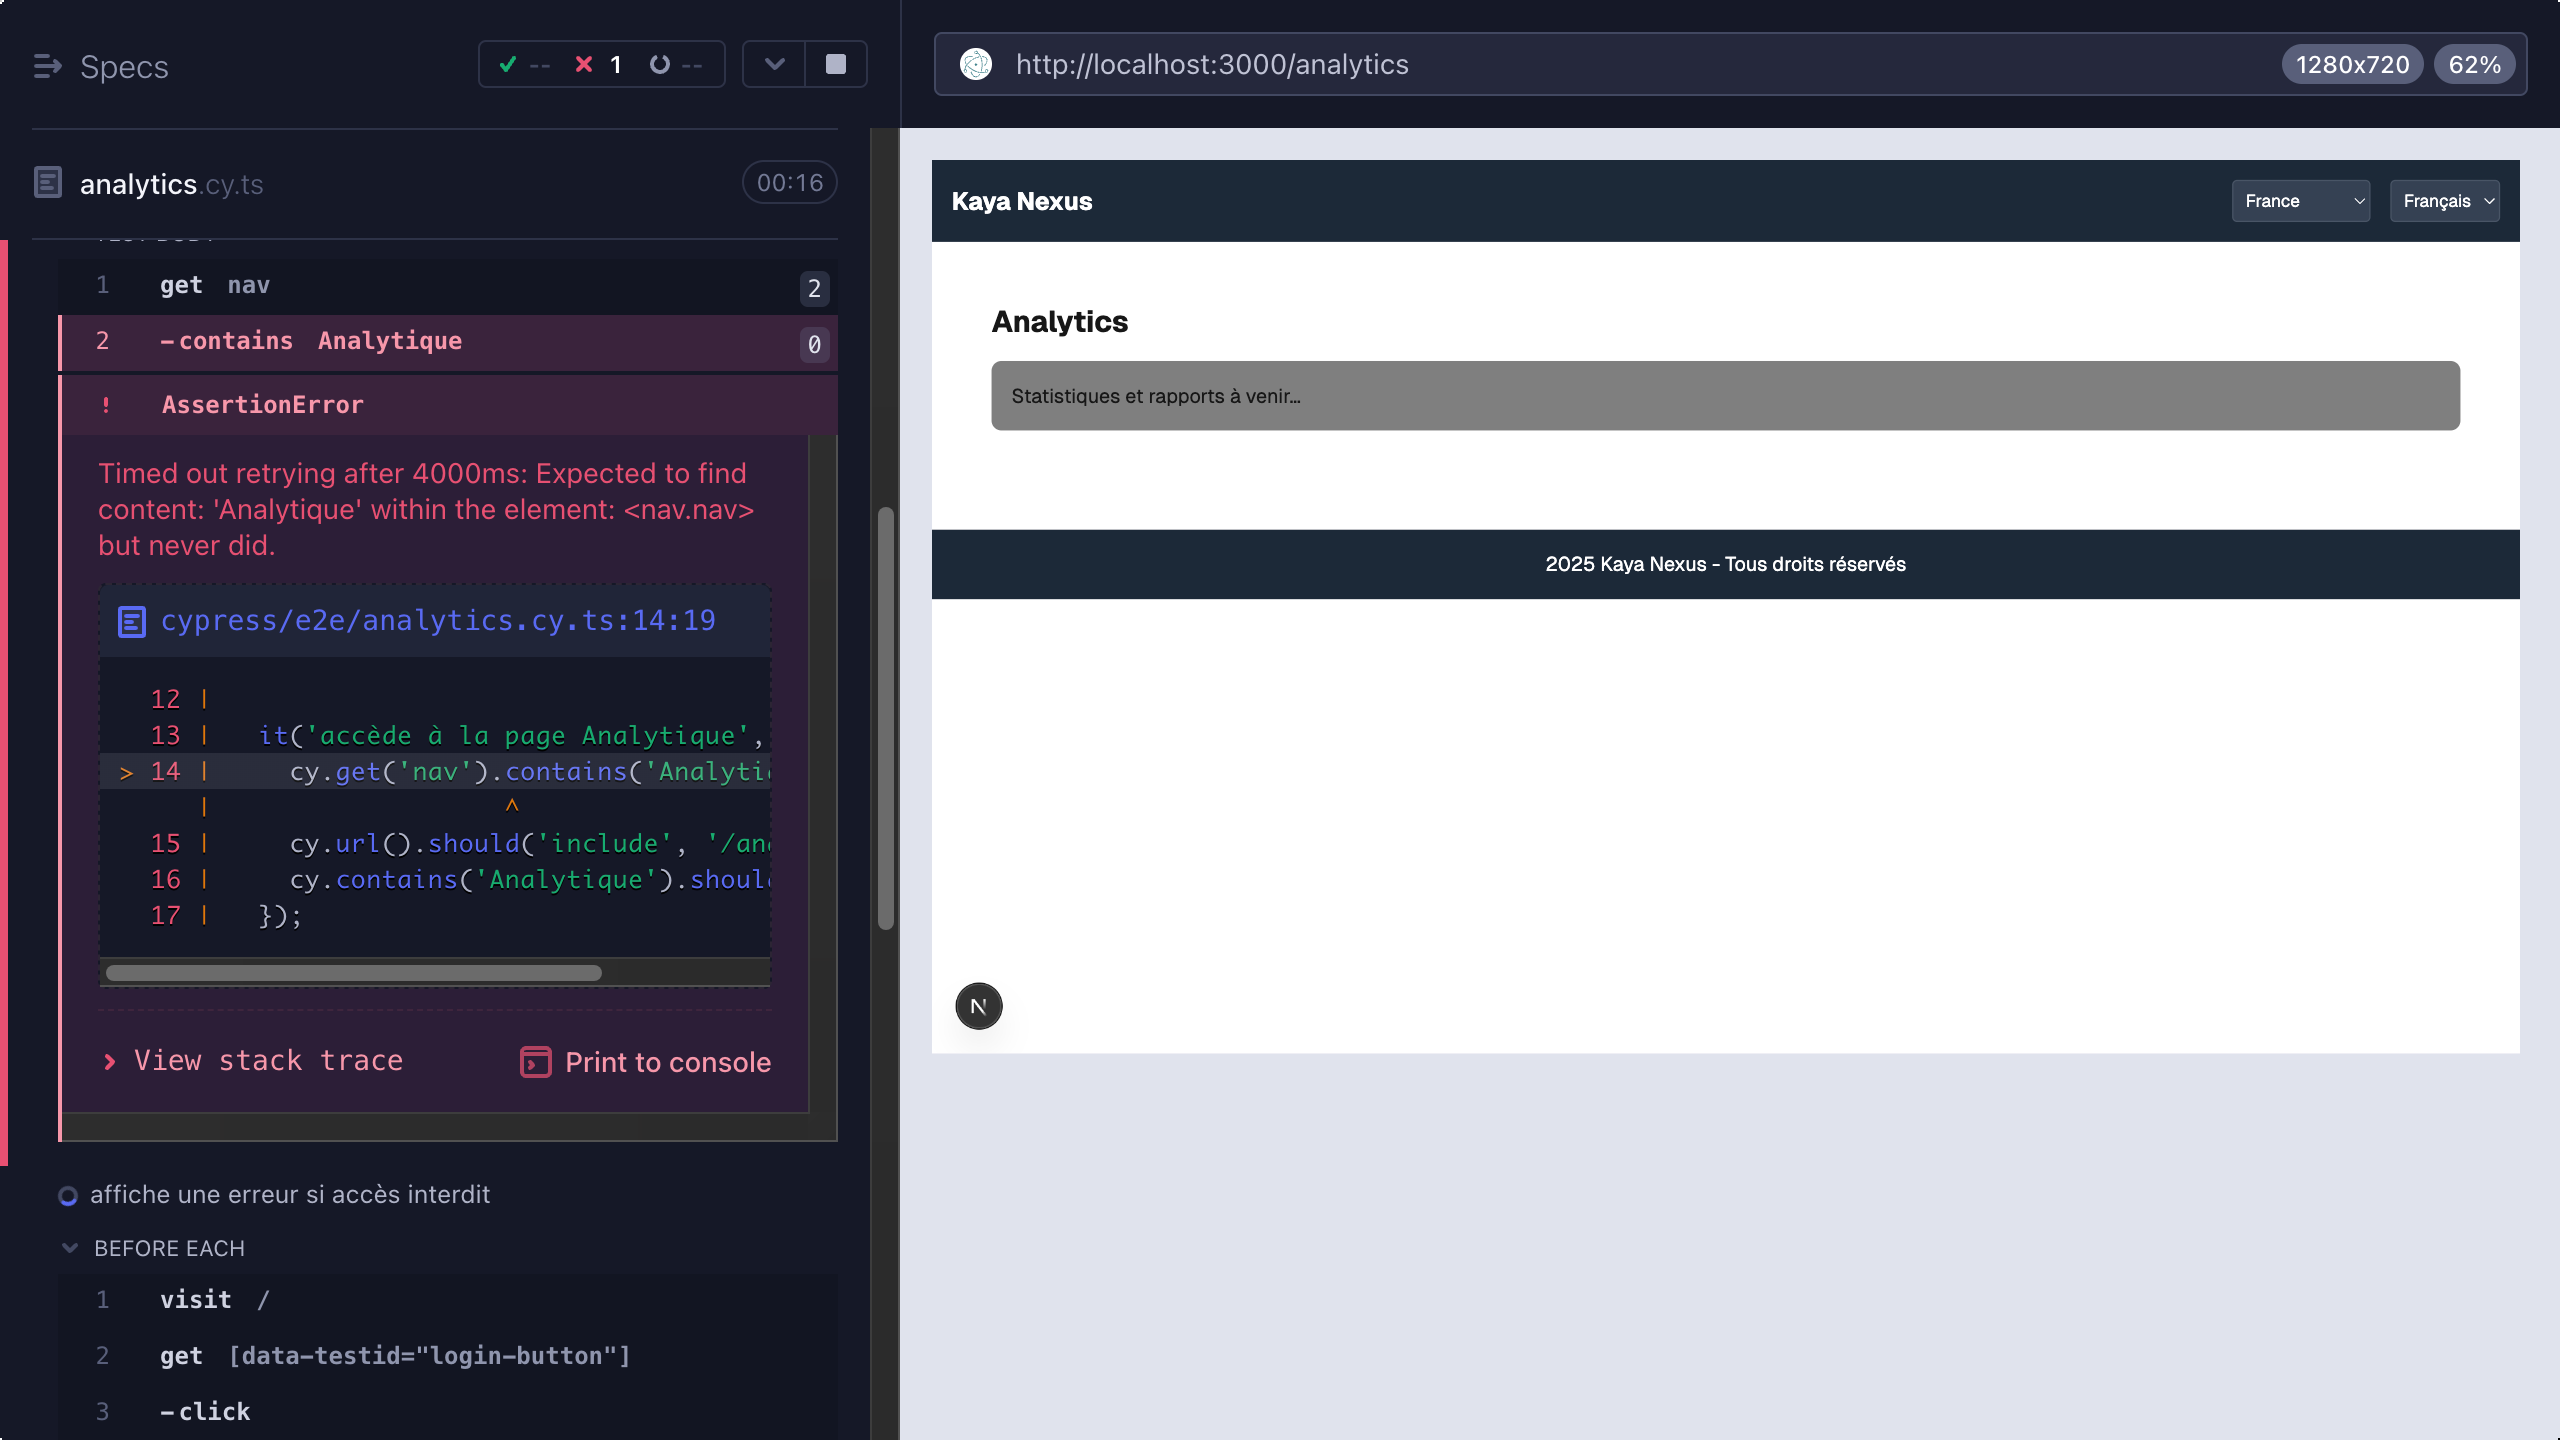 Specs
-- 1 --
analytics.cy.ts
00:16
1 get nav 2
2 -contains Analytique 0
! AssertionError
Timed out retrying after 4000ms: Expected to find
content: 'Analytique' within the element: <nav.nav>
but never did.
cypress/e2e/analytics.cy.ts:14:19
12 |
13 | it('accède à la page Analytique',
> 14 | cy.get('nav').contains('Analytic
| ^
15 | cy.url().should('include', '/ana
16 | cy.contains('Analytique').should
17 | });
View stack trace
Print to console
affiche une erreur si accès interdit
BEFORE EACH
1 visit /
2 get [data-testid="login-button"]
3 -click
http://localhost:3000/analytics
1280x720
62%
Kaya Nexus
France
Français
Analytics
Statistiques et rapports à venir...
2025 Kaya Nexus - Tous droits réservés
N